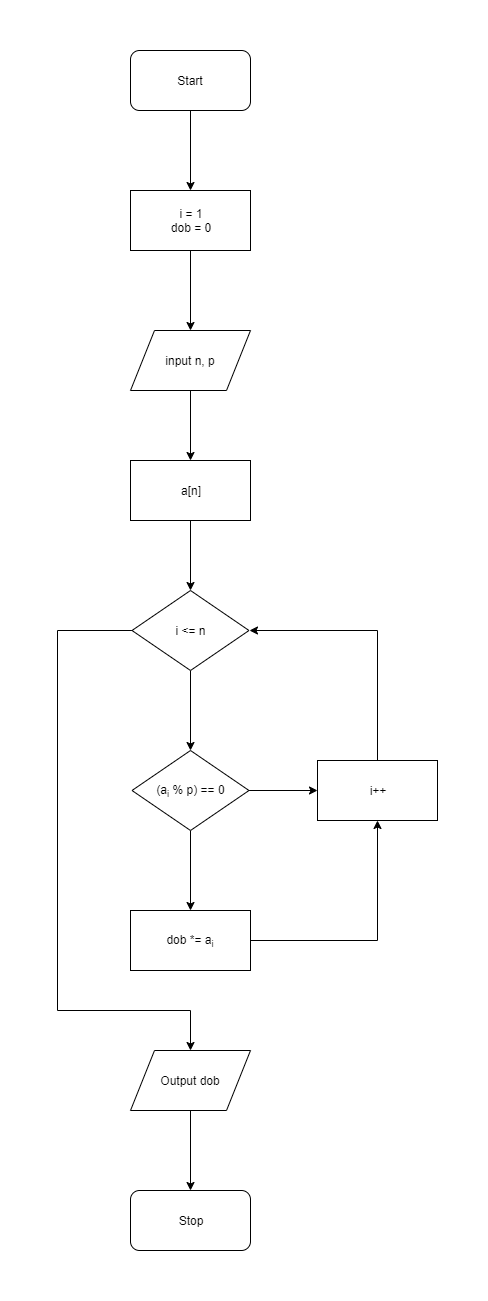 Start
i = 1
dob = 0
input n, p
a[n]
i <= n
(aᵢ % p) == 0
i++
dob *= aᵢ
Output dob
Stop